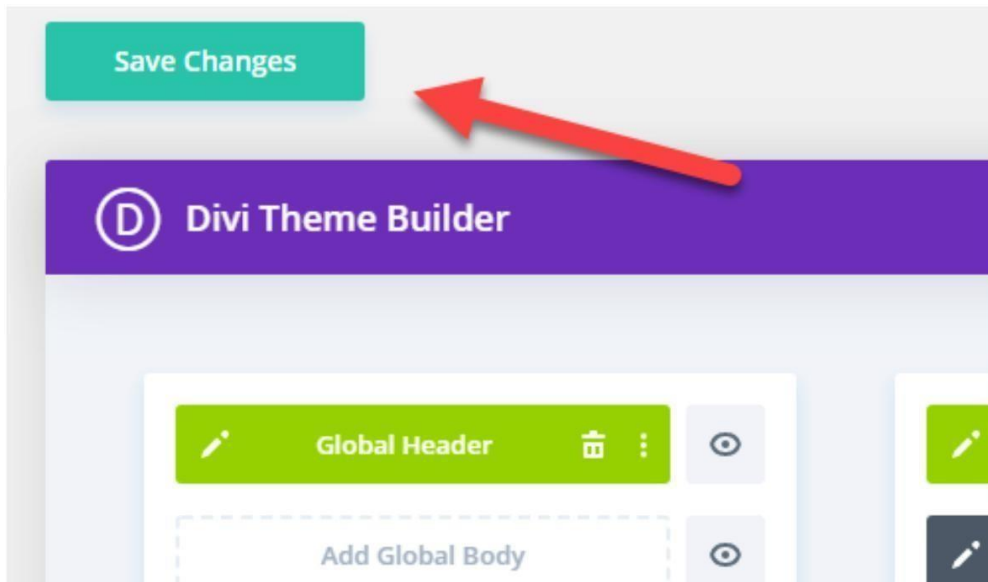 Save Changes
D Divi Theme Builder
Global Header
Add Global Body